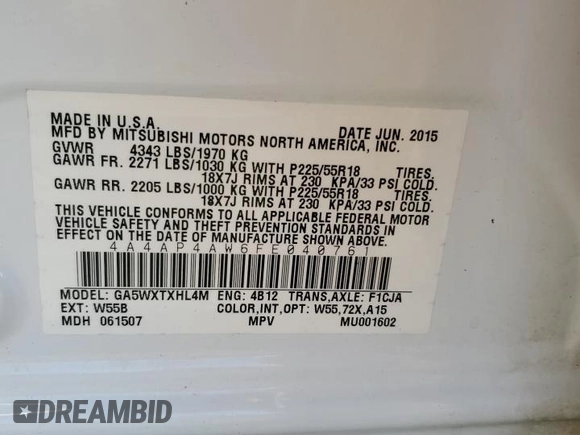 MADE IN U.S.A. DATE JUN. 2015
MFD BY MITSUBISHI MOTORS NORTH AMERICA, INC.
GVWR 4343 LBS/1970 KG
GAWR FR. 2271 LBS/1030 KG WITH P225/55R18 TIRES.
18X7J RIMS AT 230 KPA/33 PSI COLD.
GAWR RR. 2205 LBS/1000 KG WITH P225/55R18 TIRES.
18X7J RIMS AT 230 KPA/33 PSI COLD.
THIS VEHICLE CONFORMS TO ALL APPLICABLE FEDERAL MOTOR
VEHICLE SAFETY AND THEFT PREVENTION STANDARDS IN
EFFECT ON THE DATE OF MANUFACTURE SHOWN ABOVE.
4A4AP4AW6FE040761
MODEL: GA5WXTXHL4M ENG: 4B12 TRANS,AXLE: F1CJA
EXT: W55B COLOR,INT,OPT: W55,72X,A15
MDH 061507 MPV MU001602
DREAMBID